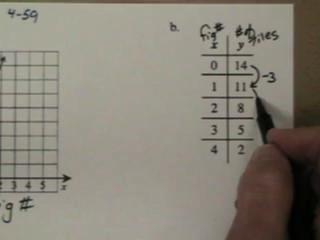 4-59
b.
fig# # of tiles
x y
0 14
-3
1 11
2 8
3 5
4 2
2 3 4 5 x
ig #